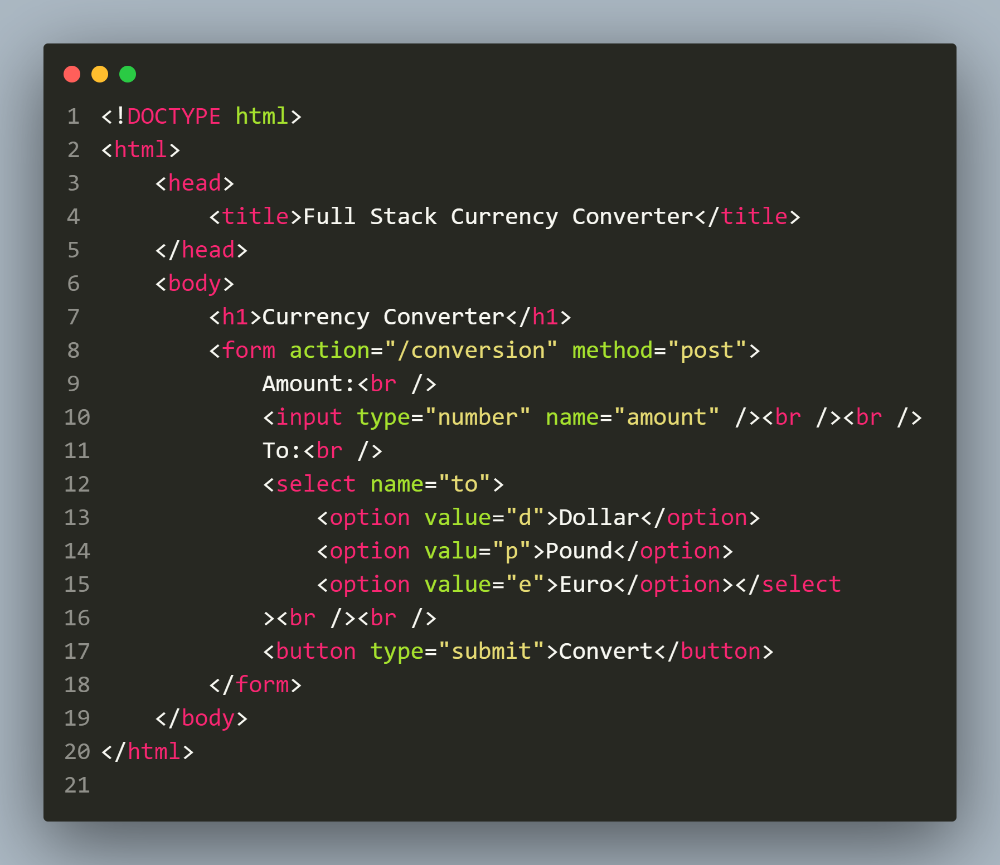 1 <!DOCTYPE html>
2 <html>
3     <head>
4         <title>Full Stack Currency Converter</title>
5     </head>
6     <body>
7         <h1>Currency Converter</h1>
8         <form action="/conversion" method="post">
9             Amount:<br />
10             <input type="number" name="amount" /><br /><br />
11             To:<br />
12             <select name="to">
13                 <option value="d">Dollar</option>
14                 <option valu="p">Pound</option>
15                 <option value="e">Euro</option></select
16             ><br /><br />
17             <button type="submit">Convert</button>
18         </form>
19     </body>
20 </html>
21